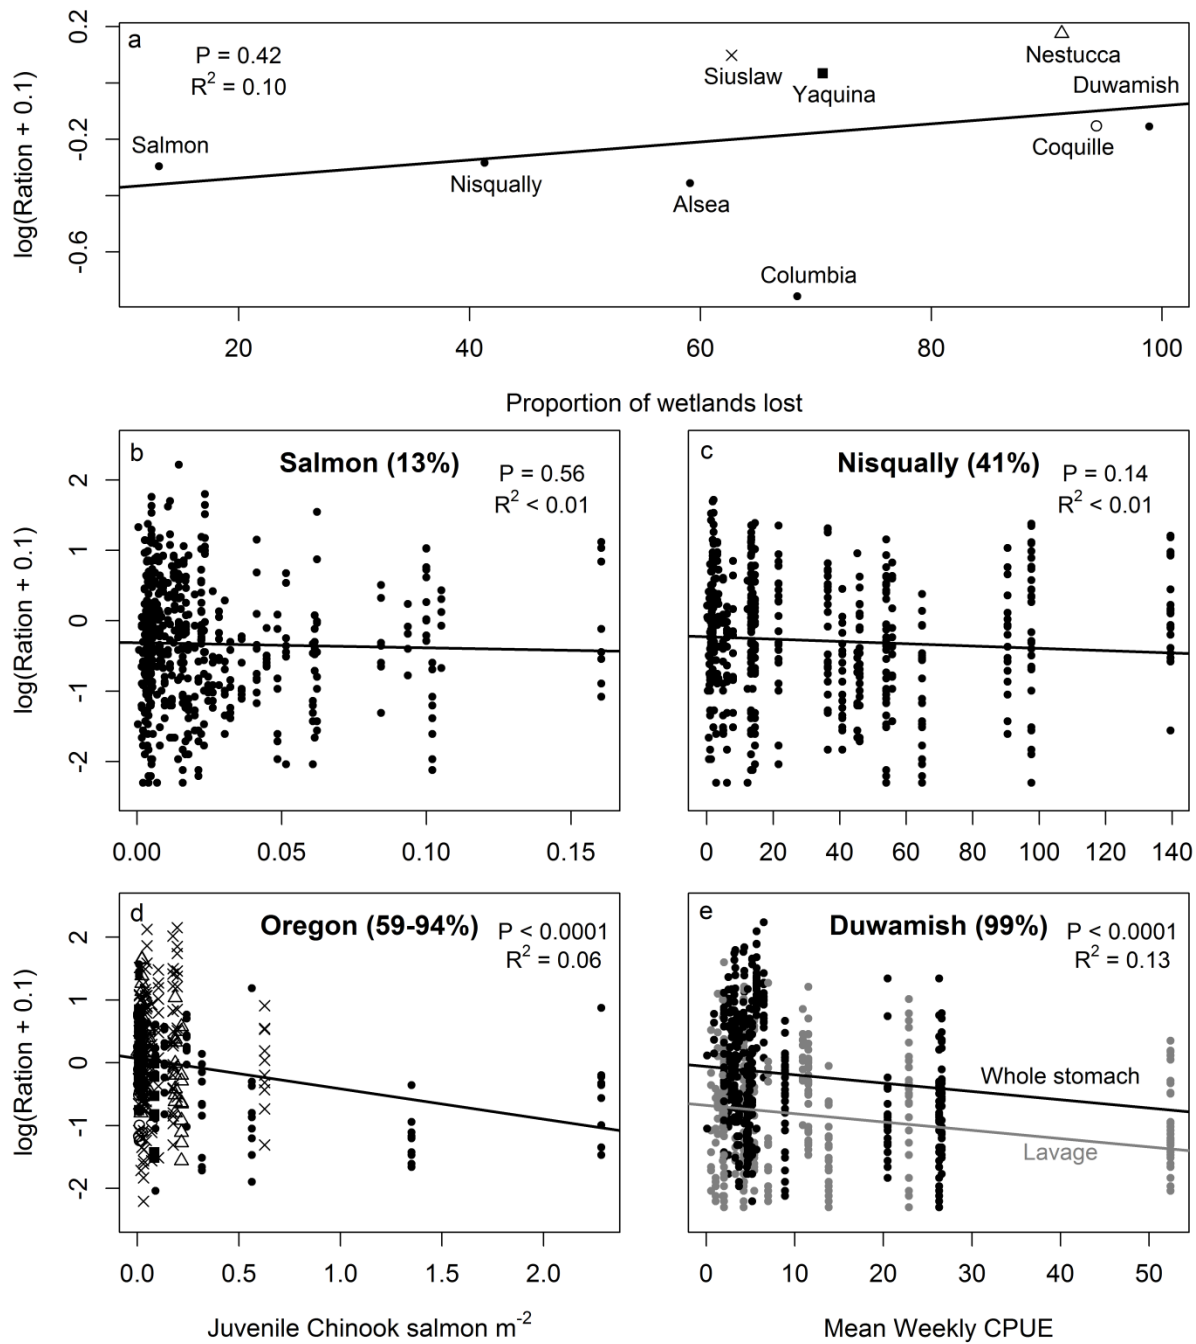 a
P = 0.42
R² = 0.10
Salmon
Nisqually
Siuslaw
Yaquina
Alsea
Columbia
Nestucca
Duwamish
Coquille
log(Ration + 0.1)
0.2
-0.2
-0.6
20 40 60 80 100
Proportion of wetlands lost
b
Salmon (13%)
P = 0.56
R² < 0.01
log(Ration + 0.1)
2
1
0
-1
-2
0.00 0.05 0.10 0.15
c
Nisqually (41%)
P = 0.14
R² < 0.01
0 20 40 60 80 100 120 140
d
Oregon (59-94%)
P < 0.0001
R² = 0.06
log(Ration + 0.1)
2
1
0
-1
-2
0.0 0.5 1.0 1.5 2.0
Juvenile Chinook salmon m⁻²
e
Duwamish (99%)
P < 0.0001
R² = 0.13
Whole stomach
Lavage
0 10 20 30 40 50
Mean Weekly CPUE